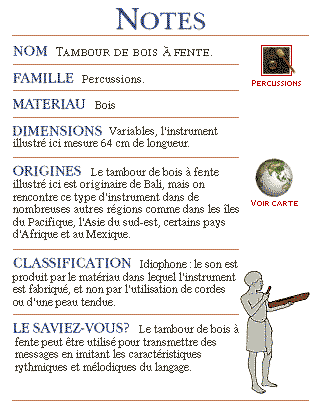 NOTES
NOM TAMBOUR DE BOIS À FENTE.
FAMILLE Percussions.
PERCUSSIONS
MATERIAU Bois
DIMENSIONS Variables, l'instrument
illustré ici mesure 64 cm de longueur.
ORIGINES Le tambour de bois à fente
illustré ici est originaire de Bali, mais on
rencontre ce type d'instrument dans de
nombreuses autres régions comme dans les îles
du Pacifique, l'Asie du sud-est, certains pays
d'Afrique et au Mexique.
VOIR CARTE
CLASSIFICATION Idiophone : le son est
produit par le matériau dans lequel l'instrument
est fabriqué, et non par l'utilisation de cordes
ou d'une peau tendue.
LE SAVIEZ-VOUS? Le tambour de bois à
fente peut être utilisé pour transmettre des
messages en imitant les caractéristiques
rythmiques et mélodiques du langage.